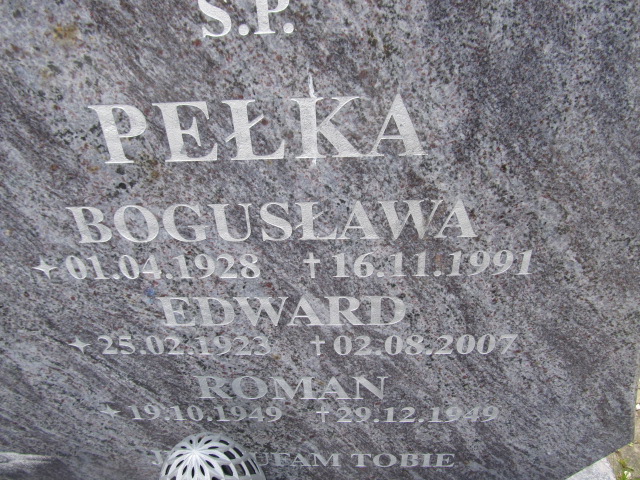 Ś.P.
PEŁKA
BOGUSŁAWA
01.04.1928 †16.11.1991
EDWARD
25.02.1923 †02.08.2007
ROMAN
19.10.1949 †29.12.1949
TOBIE